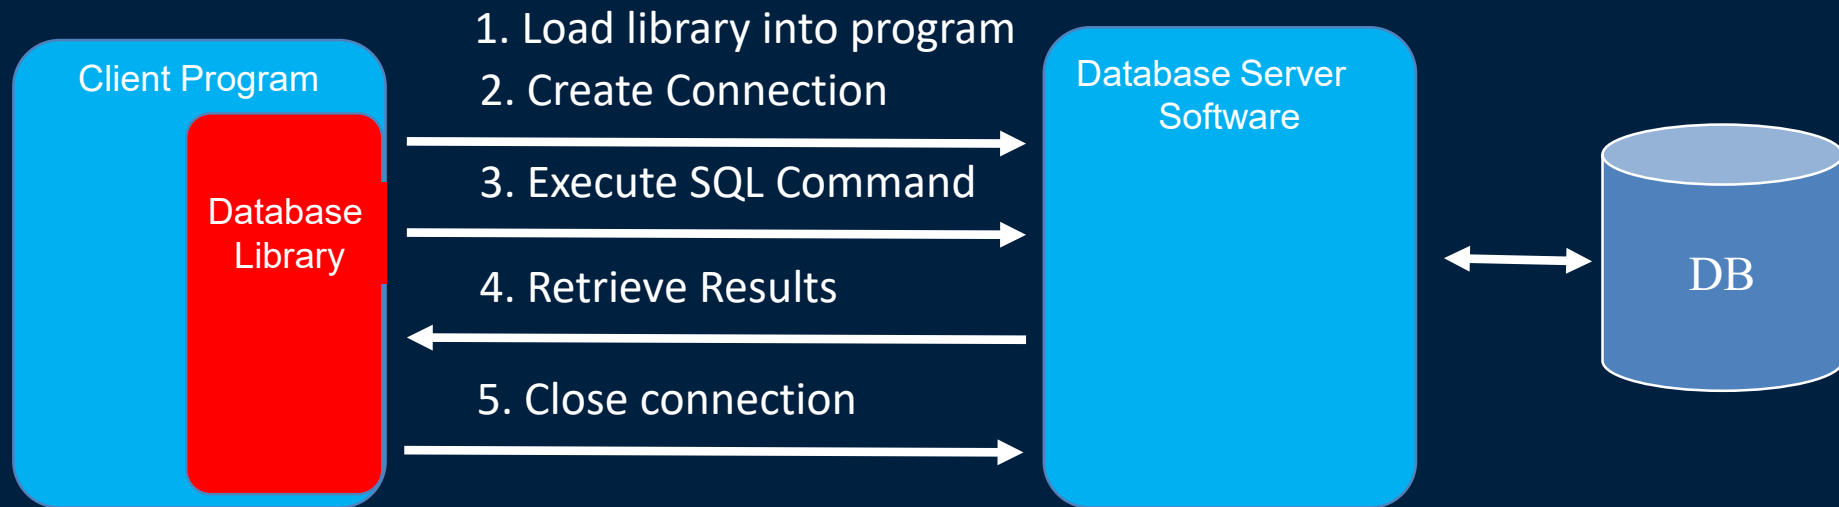 Client Program
Database
Library
1. Load library into program
2. Create Connection
3. Execute SQL Command
4. Retrieve Results
5. Close connection
Database Server
Software
DB